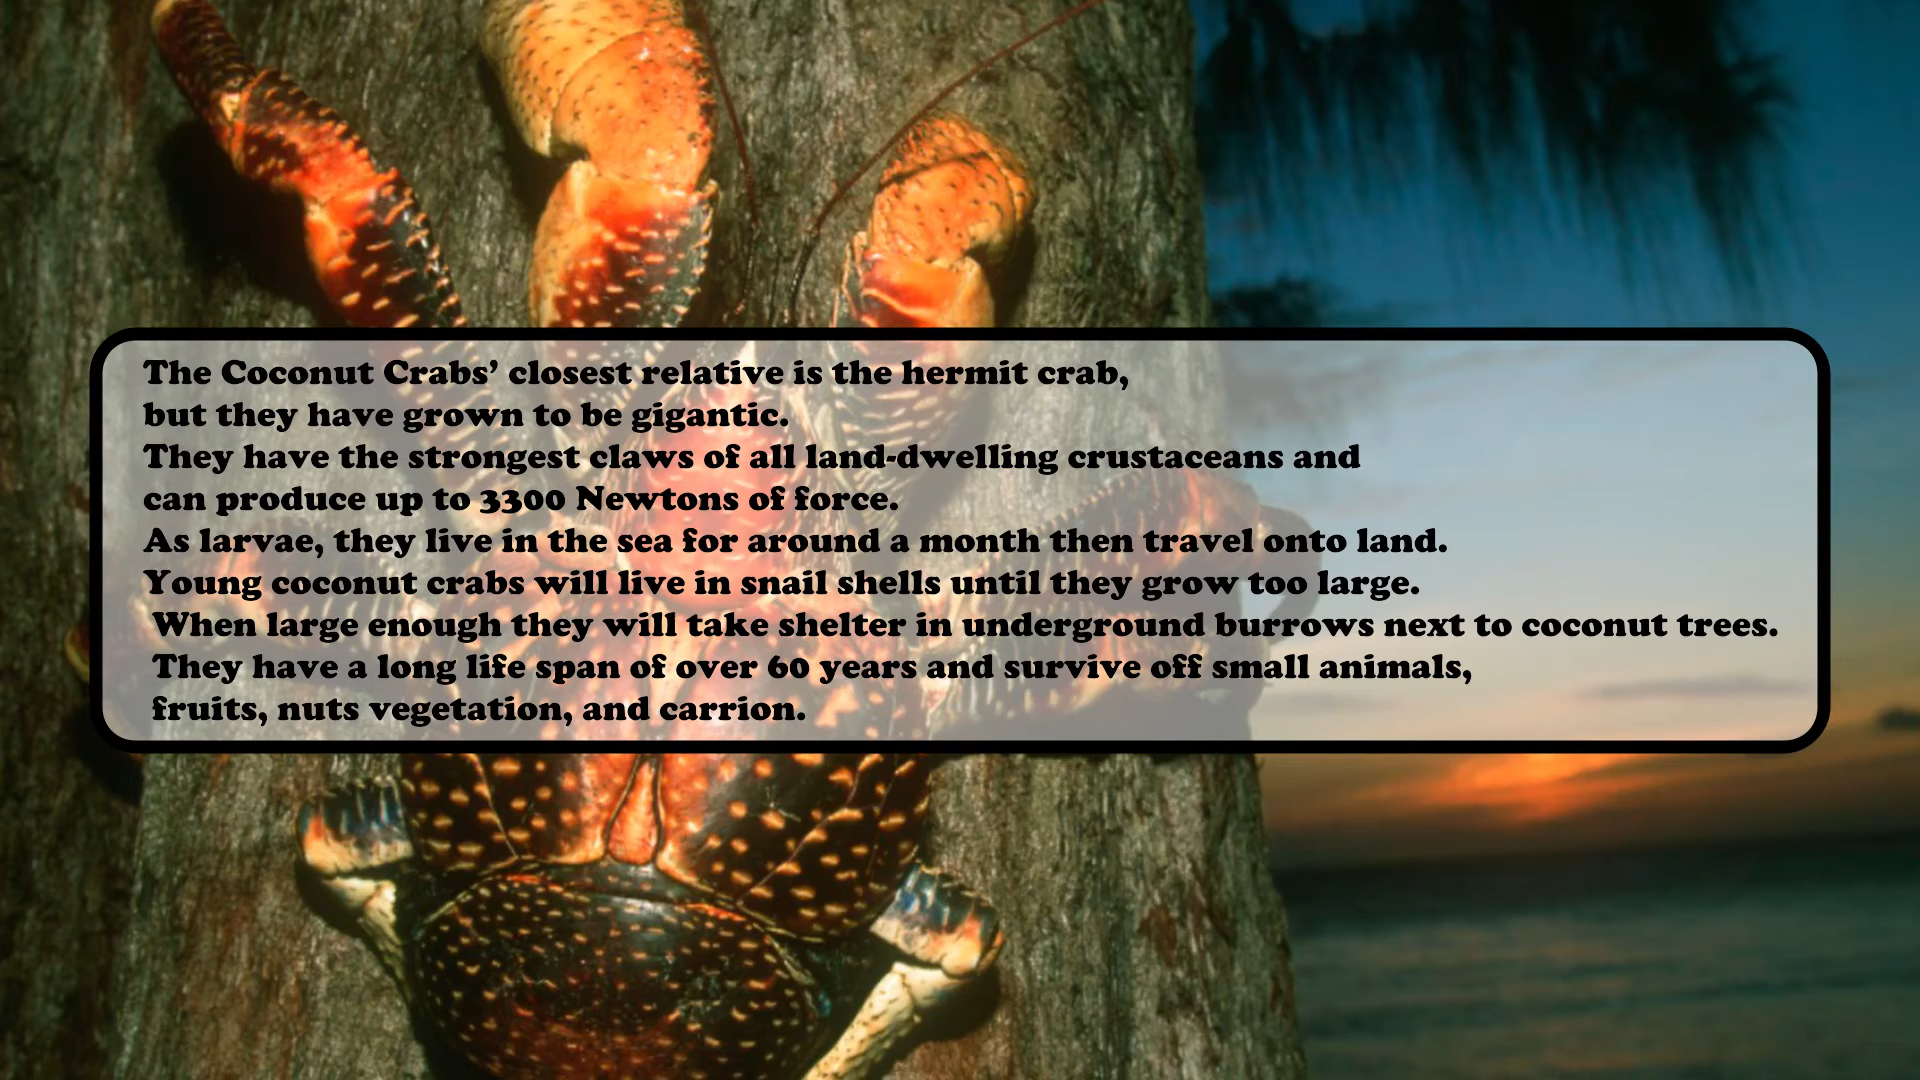 The Coconut Crabs’ closest relative is the hermit crab,
but they have grown to be gigantic.
They have the strongest claws of all land-dwelling crustaceans and
can produce up to 3300 Newtons of force.
As larvae, they live in the sea for around a month then travel onto land.
Young coconut crabs will live in snail shells until they grow too large.
When large enough they will take shelter in underground burrows next to coconut trees.
They have a long life span of over 60 years and survive off small animals,
fruits, nuts vegetation, and carrion.